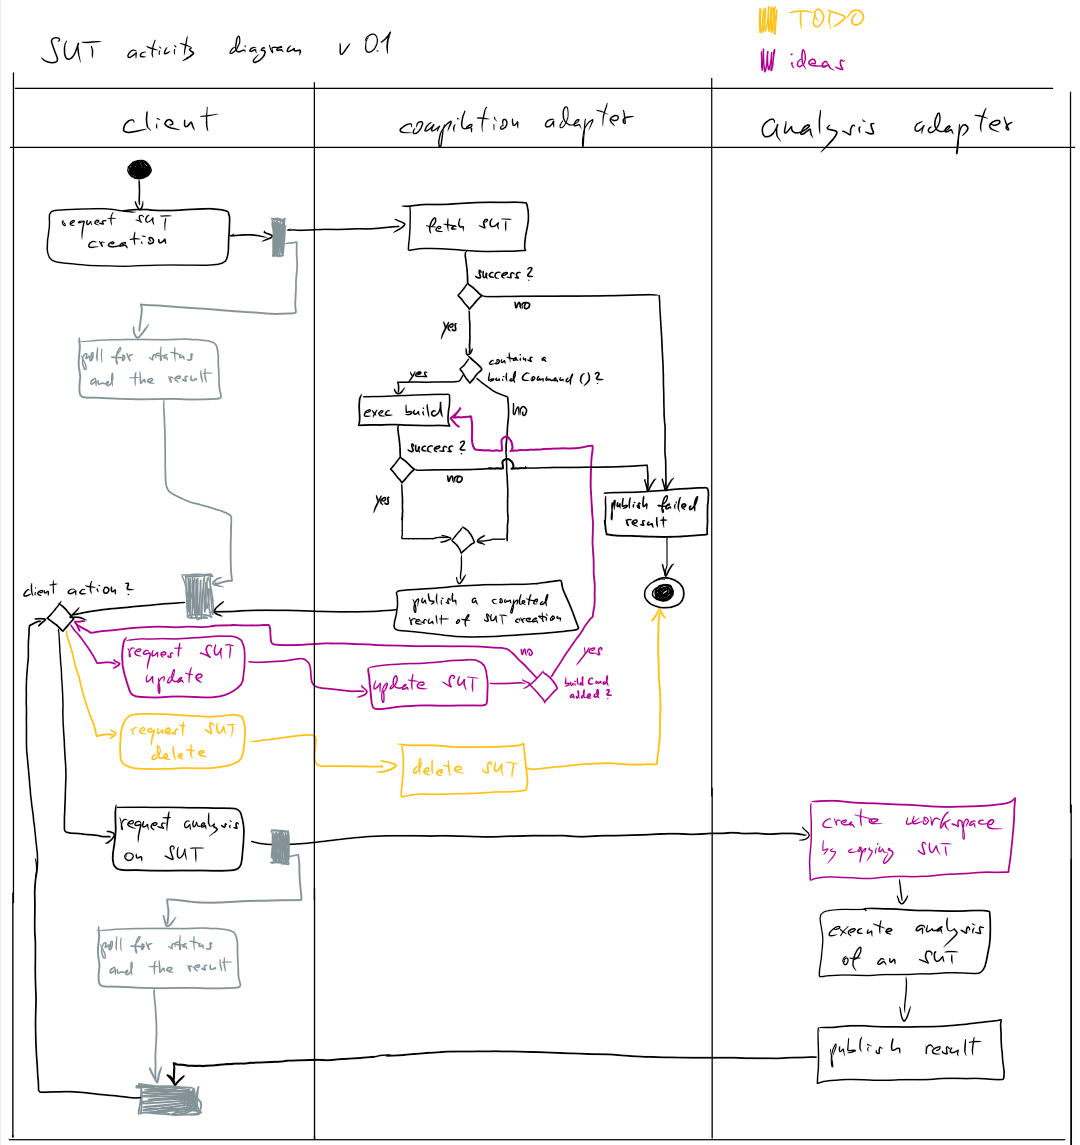 TODO
SUT activity diagram v 0.1
ideas
client
compilation adapter
analysis adapter
request SUT
creation
fetch SUT
success ?
no
yes
poll for status
and the result
contains a
build Command () ?
yes
no
exec build
success ?
no
yes
publish failed
result
client action ?
publish a completed
result of SUT creation
request SUT
update
no
yes
update SUT
build Cmd
added ?
request SUT
delete
delete SUT
request analysis
on SUT
create workspace
by copying SUT
poll for status
and the result
execute analysis
of an SUT
publish result